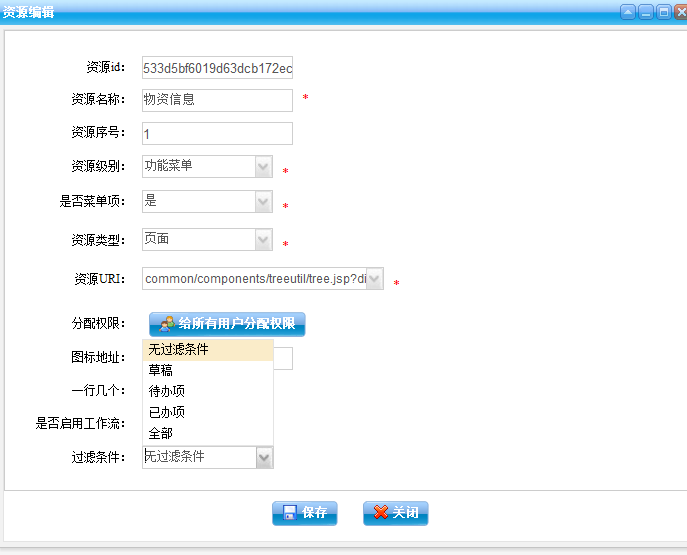 资源编辑
资源id: 533d5bf6019d63dcb172ec
资源名称: 物资信息 *
资源序号: 1
资源级别: 功能菜单 *
是否菜单项: 是 *
资源类型: 页面 *
资源URI: common/components/treeutil/tree.jsp?di *
分配权限: 给所有用户分配权限
无过滤条件
图标地址:
草稿
一行几个: 待办项
已办项
是否启用工作流:
全部
过滤条件: 无过滤条件
保存 关闭